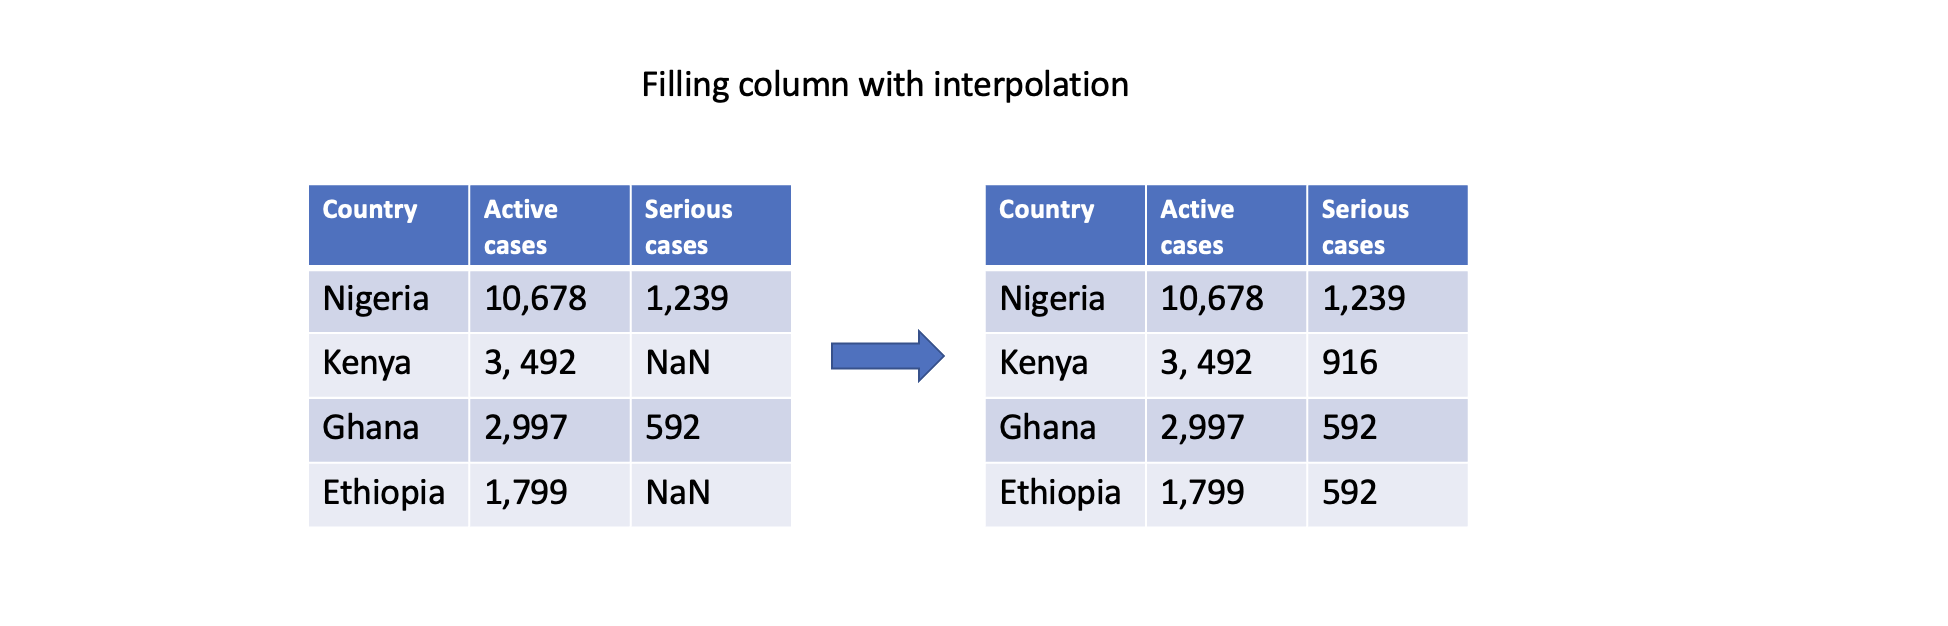 Filling column with interpolation
Country Active cases Serious cases
Nigeria 10,678 1,239
Kenya 3, 492 NaN
Ghana 2,997 592
Ethiopia 1,799 NaN
Country Active cases Serious cases
Nigeria 10,678 1,239
Kenya 3, 492 916
Ghana 2,997 592
Ethiopia 1,799 592